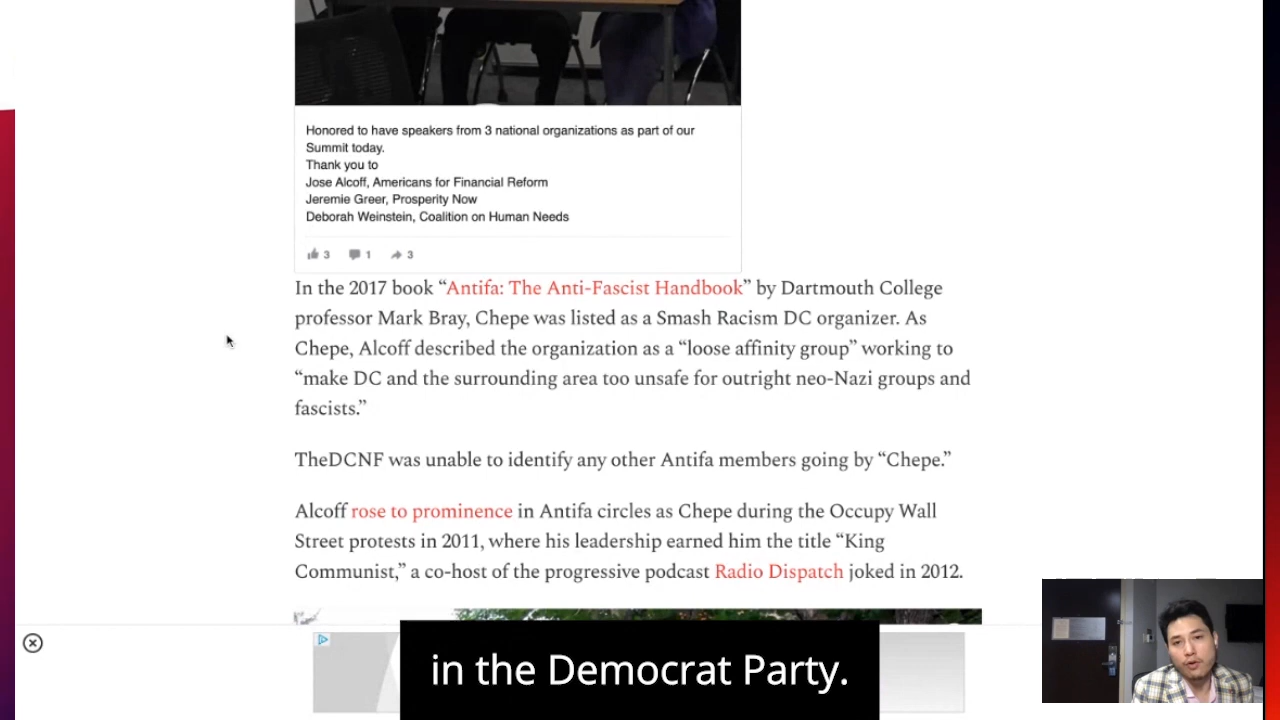 Honored to have speakers from 3 national organizations as part of our
Summit today.
Thank you to
Jose Alcoff, Americans for Financial Reform
Jeremie Greer, Prosperity Now
Deborah Weinstein, Coalition on Human Needs
3 1 3
In the 2017 book “Antifa: The Anti-Fascist Handbook” by Dartmouth College
professor Mark Bray, Chepe was listed as a Smash Racism DC organizer. As
Chepe, Alcoff described the organization as a “loose affinity group” working to
“make DC and the surrounding area too unsafe for outright neo-Nazi groups and
fascists.”
TheDCNF was unable to identify any other Antifa members going by “Chepe.”
Alcoff rose to prominence in Antifa circles as Chepe during the Occupy Wall
Street protests in 2011, where his leadership earned him the title “King
Communist,” a co-host of the progressive podcast Radio Dispatch joked in 2012.
in the Democrat Party.